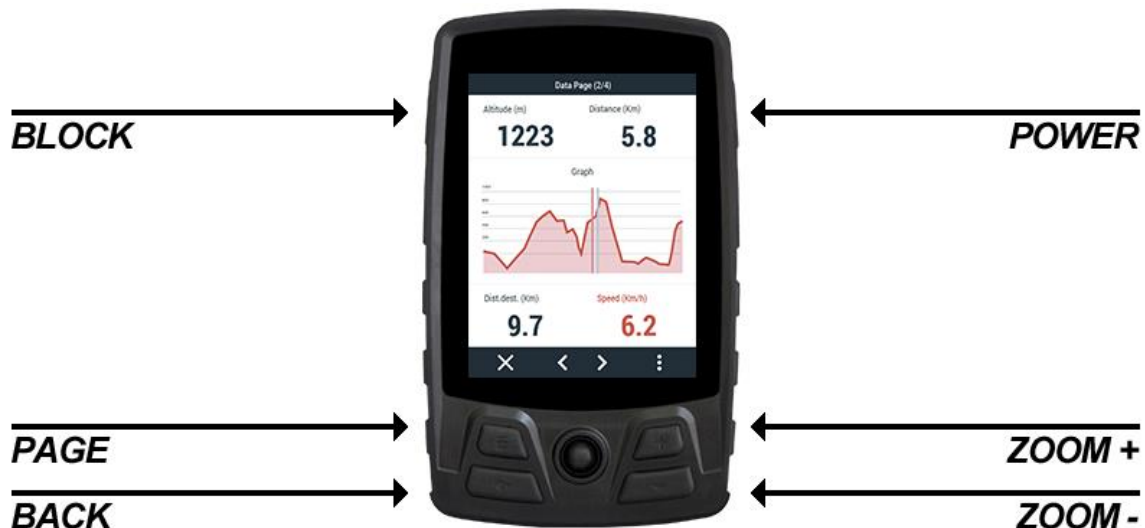 Data Page (2/4)
Altitude (m) Distance (Km)
BLOCK
POWER
1223 5.8
Graph
Dist.dest. (Km) Speed (Km/h)
9.7 6.2
PAGE
ZOOM +
BACK
ZOOM -